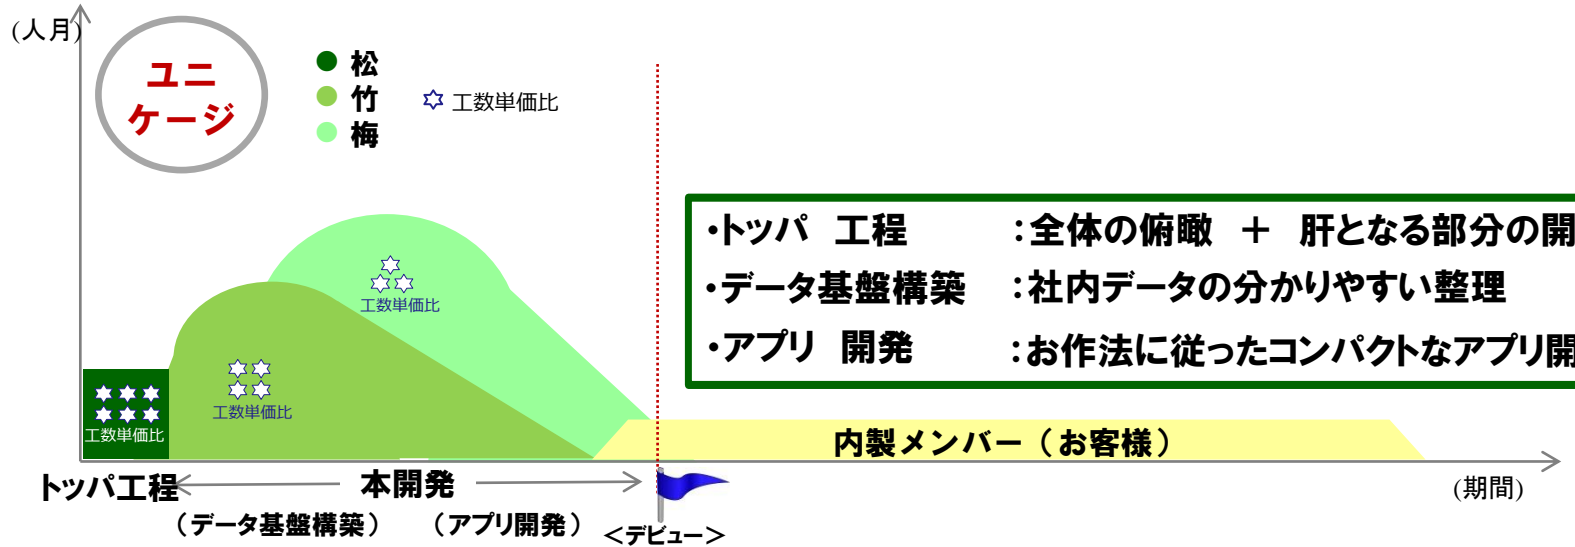 (人月)
ユニ
ケージ
松
竹
梅
工数単価比
・トッパ 工程 :全体の俯瞰 + 肝となる部分の開
・データ基盤構築 :社内データの分かりやすい整理
・アプリ 開発 :お作法に従ったコンパクトなアプリ開
工数単価比
工数単価比
工数単価比
内製メンバー(お客様)
トッパ工程
本開発
(期間)
(データ基盤構築) (アプリ開発)
<デビュー>